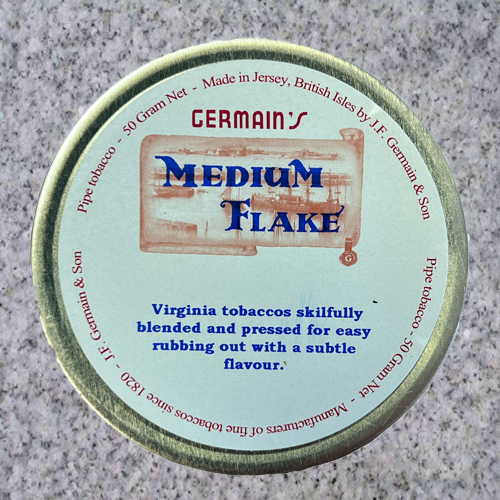 Pipe tobacco - 50 Gram Net - Made in Jersey, British Isles by J.F. Germain & Son
GERMAIN'S
MEDIUM
FLAKE
G
Virginia tobaccos skilfully
blended and pressed for easy
rubbing out with a subtle
flavour.
Pipe tobacco - 50 Gram Net - Manufacturers of fine tobaccos since 1820 - J.F. Germain & Son